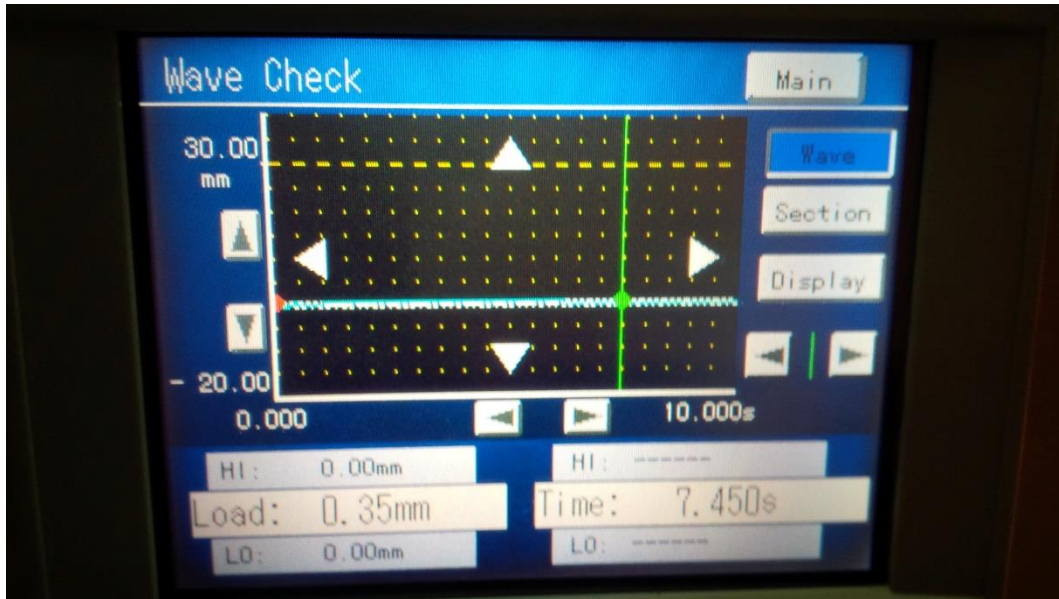 Wave Check
Main
30.00
mm
Wave
Section
Display
- 20.00
0.000
10.000s
HI: 0.00mm
HI: ------
Load: 0.35mm
Time: 7.450s
LO: 0.00mm
LO: ------